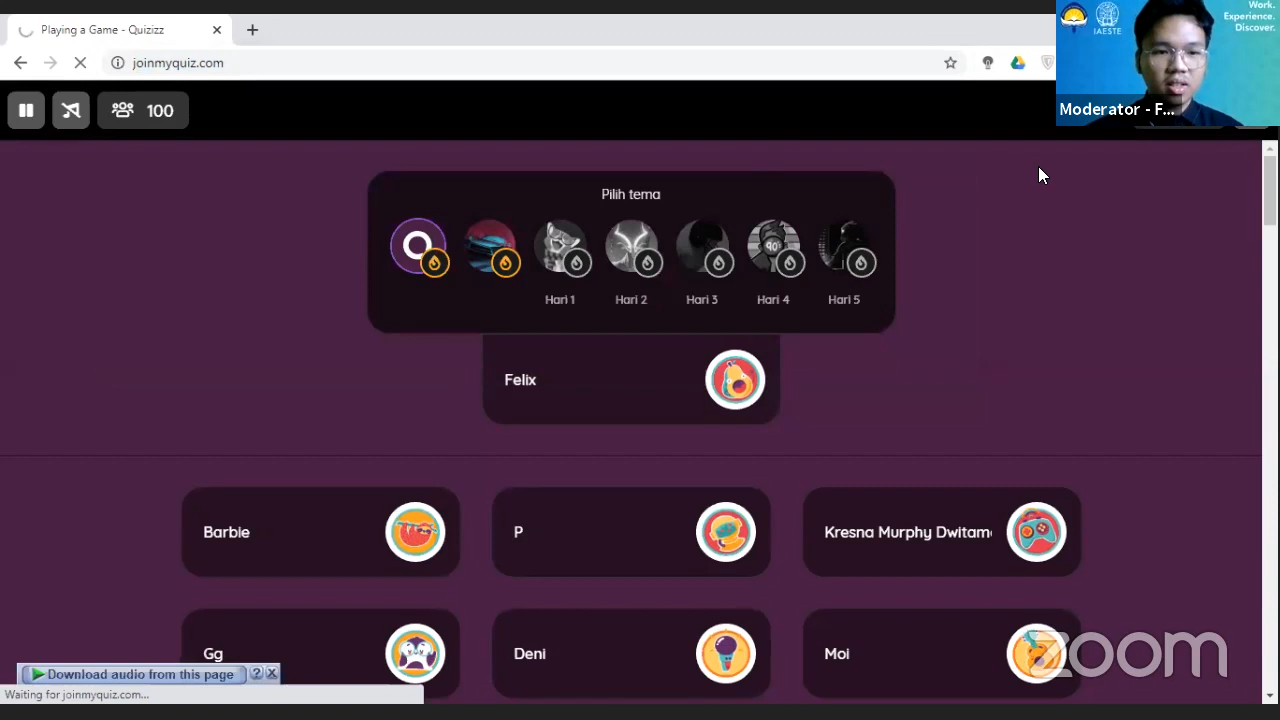 Playing a Game - Quizizz
joinmyquiz.com
IAESTE
Work.
Experience.
Discover.
Moderator - F...
100
Pilih tema
90's
Hari 1
Hari 2
Hari 3
Hari 4
Hari 5
Felix
Barbie
P
Kresna Murphy Dwitam
Gg
Deni
Moi
Download audio from this page
?
Waiting for joinmyquiz.com...
zoom